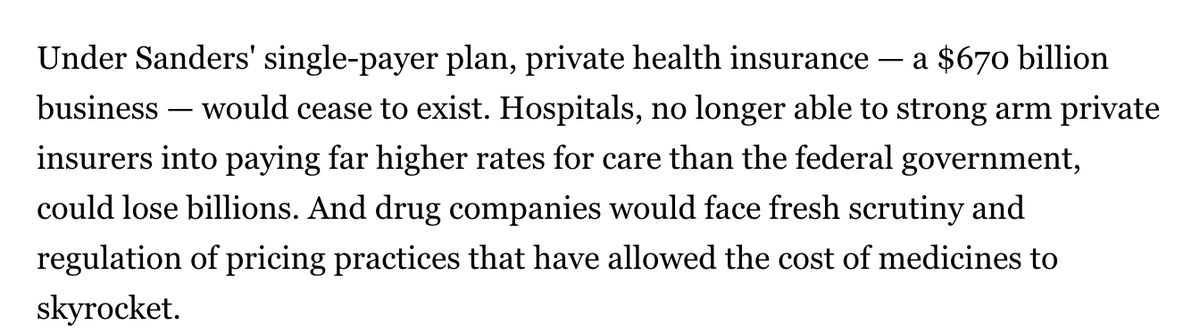 Under Sanders' single-payer plan, private health insurance — a $670 billion
business — would cease to exist. Hospitals, no longer able to strong arm private
insurers into paying far higher rates for care than the federal government,
could lose billions. And drug companies would face fresh scrutiny and
regulation of pricing practices that have allowed the cost of medicines to
skyrocket.